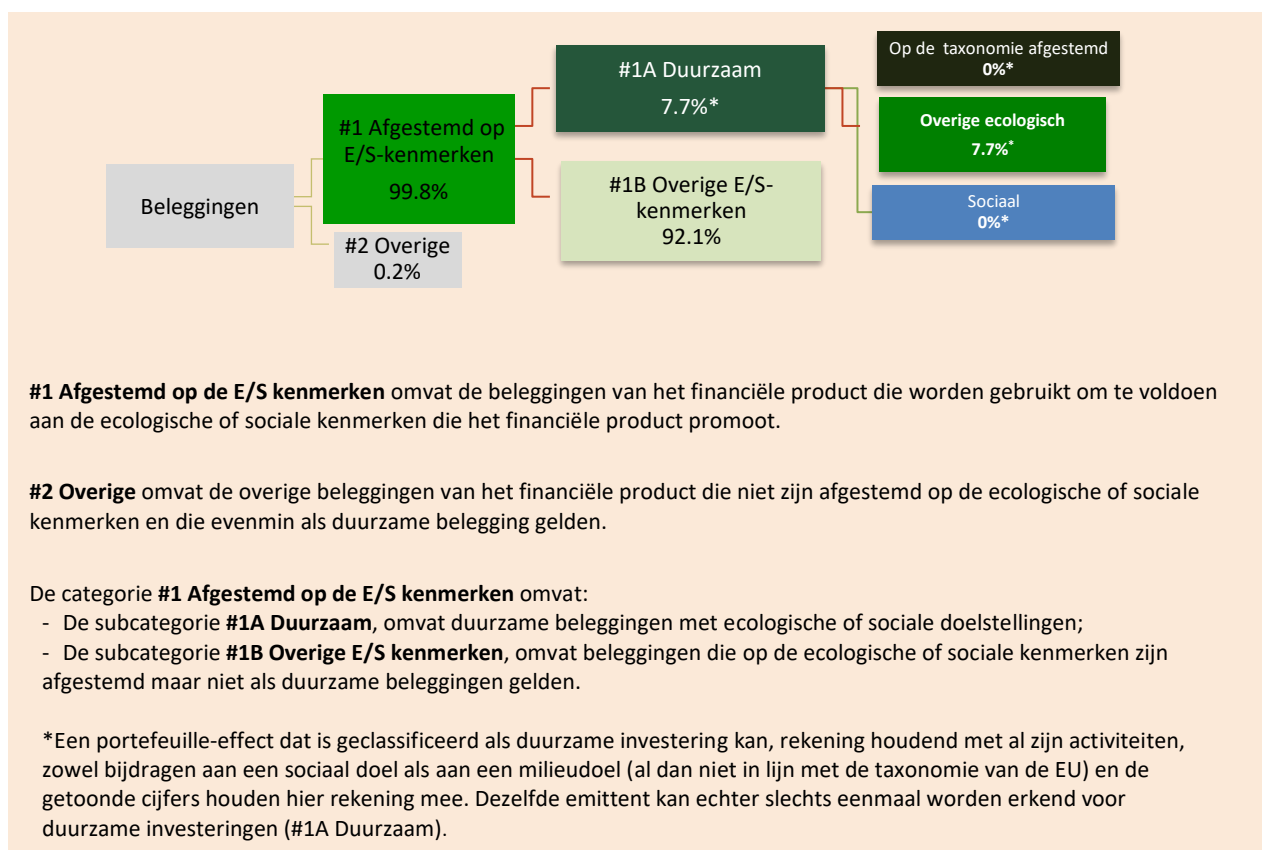 Beleggingen
#1 Afgestemd op
E/S-kenmerken
99.8%
#2 Overige
0.2%
#1A Duurzaam
7.7%*
#1B Overige E/S-
kenmerken
92.1%
Op de taxonomie afgestemd
0%*
Overige ecologisch
7.7%*
Sociaal
0%*
#1 Afgestemd op de E/S kenmerken omvat de beleggingen van het financiële product die worden gebruikt om te voldoen
aan de ecologische of sociale kenmerken die het financiële product promoot.
#2 Overige omvat de overige beleggingen van het financiële product die niet zijn afgestemd op de ecologische of sociale
kenmerken en die evenmin als duurzame belegging gelden.
De categorie #1 Afgestemd op de E/S kenmerken omvat:
- De subcategorie #1A Duurzaam, omvat duurzame beleggingen met ecologische of sociale doelstellingen;
- De subcategorie #1B Overige E/S kenmerken, omvat beleggingen die op de ecologische of sociale kenmerken zijn
afgestemd maar niet als duurzame beleggingen gelden.
*Een portefeuille-effect dat is geclassificeerd als duurzame investering kan, rekening houdend met al zijn activiteiten,
zowel bijdragen aan een sociaal doel als aan een milieudoel (al dan niet in lijn met de taxonomie van de EU) en de
getoonde cijfers houden hier rekening mee. Dezelfde emittent kan echter slechts eenmaal worden erkend voor
duurzame investeringen (#1A Duurzaam).